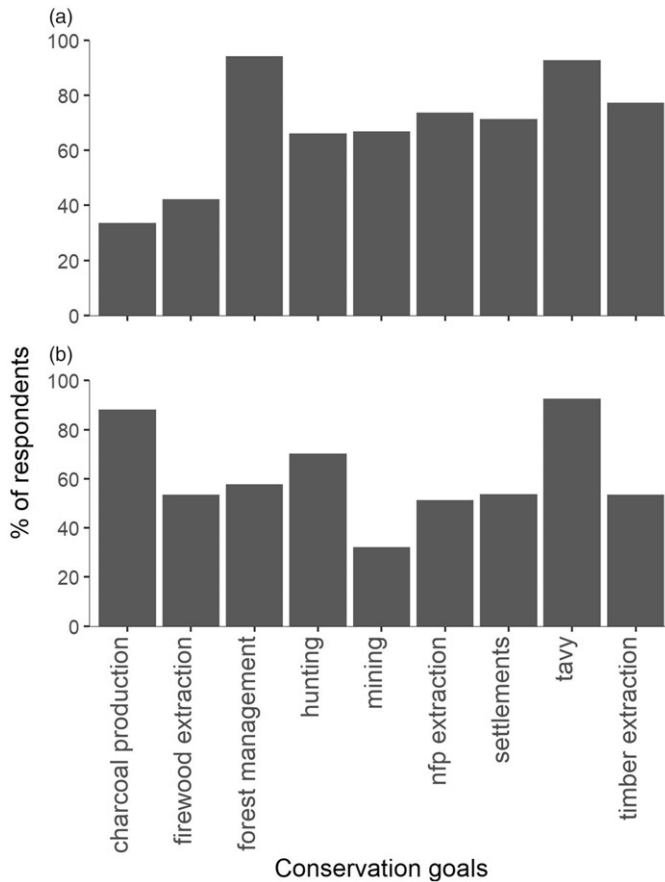 (a)
100
80
60
40
20
0
% of respondents
(b)
100
80
60
40
20
0
charcoal production
firewood extraction
forest management
hunting
mining
nfp extraction
settlements
tavy
timber extraction
Conservation goals